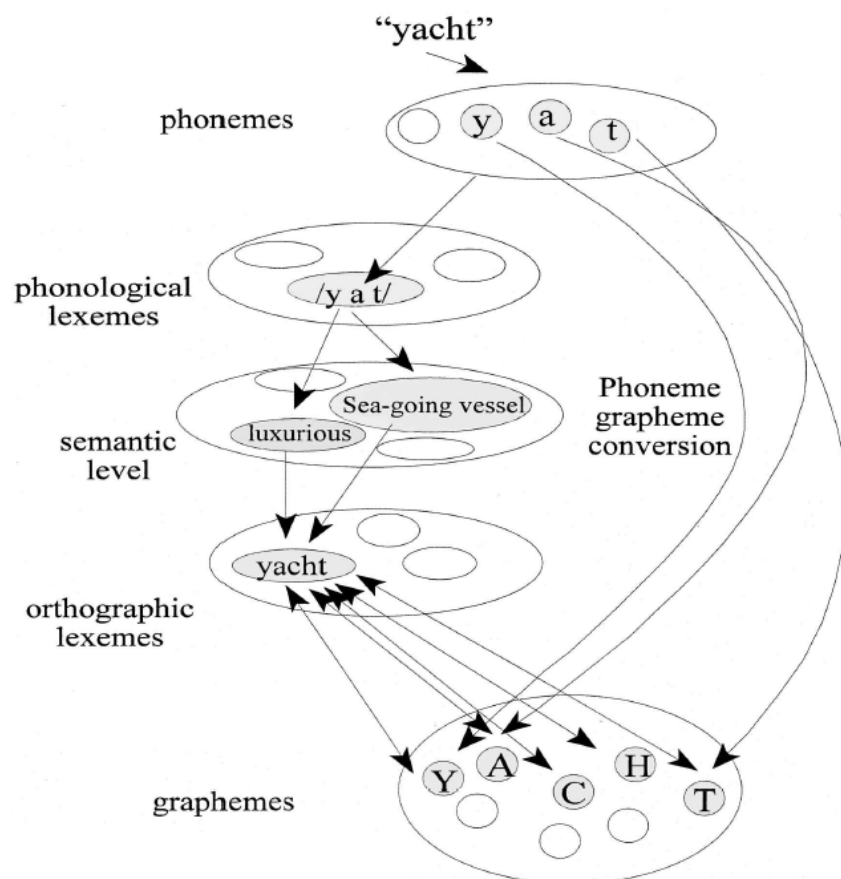 “yacht”
phonemes
y
a
t
phonological
lexemes
/y a t/
semantic
level
luxurious
Sea-going vessel
Phoneme
grapheme
conversion
orthographic
lexemes
yacht
graphemes
Y
A
C
H
T